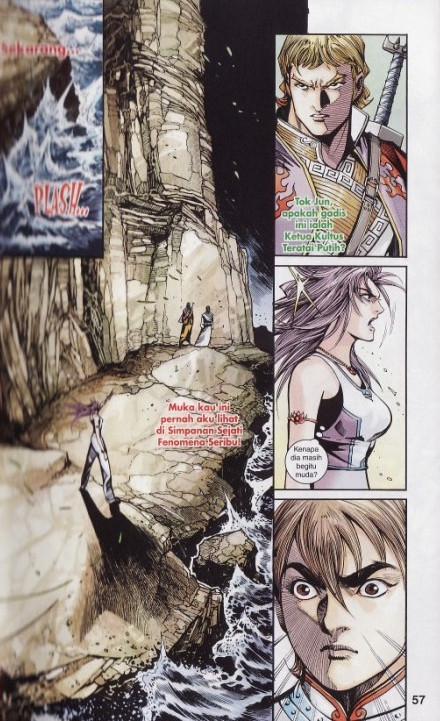 Sekarang...
PLASH...
Muka kau ini
pernah aku lihat
di Simpanan Sejati
Fenomena Seribu!
Tok Jun,
apakah gadis
ini ialah
Ketua Kultus
Teratai Putih?
Kenapa
dia masih
begitu
muda?
57